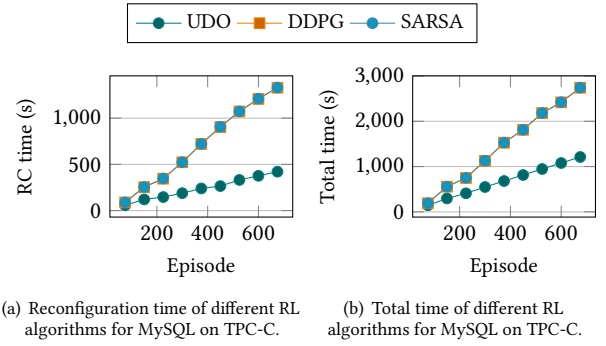 UDO DDPG SARSA
RC time (s)
1,000
500
0
200 400 600
Episode
Total time (s)
3,000
2,000
1,000
0
200 400 600
Episode
(a) Reconfiguration time of different RL
algorithms for MySQL on TPC-C.
(b) Total time of different RL
algorithms for MySQL on TPC-C.